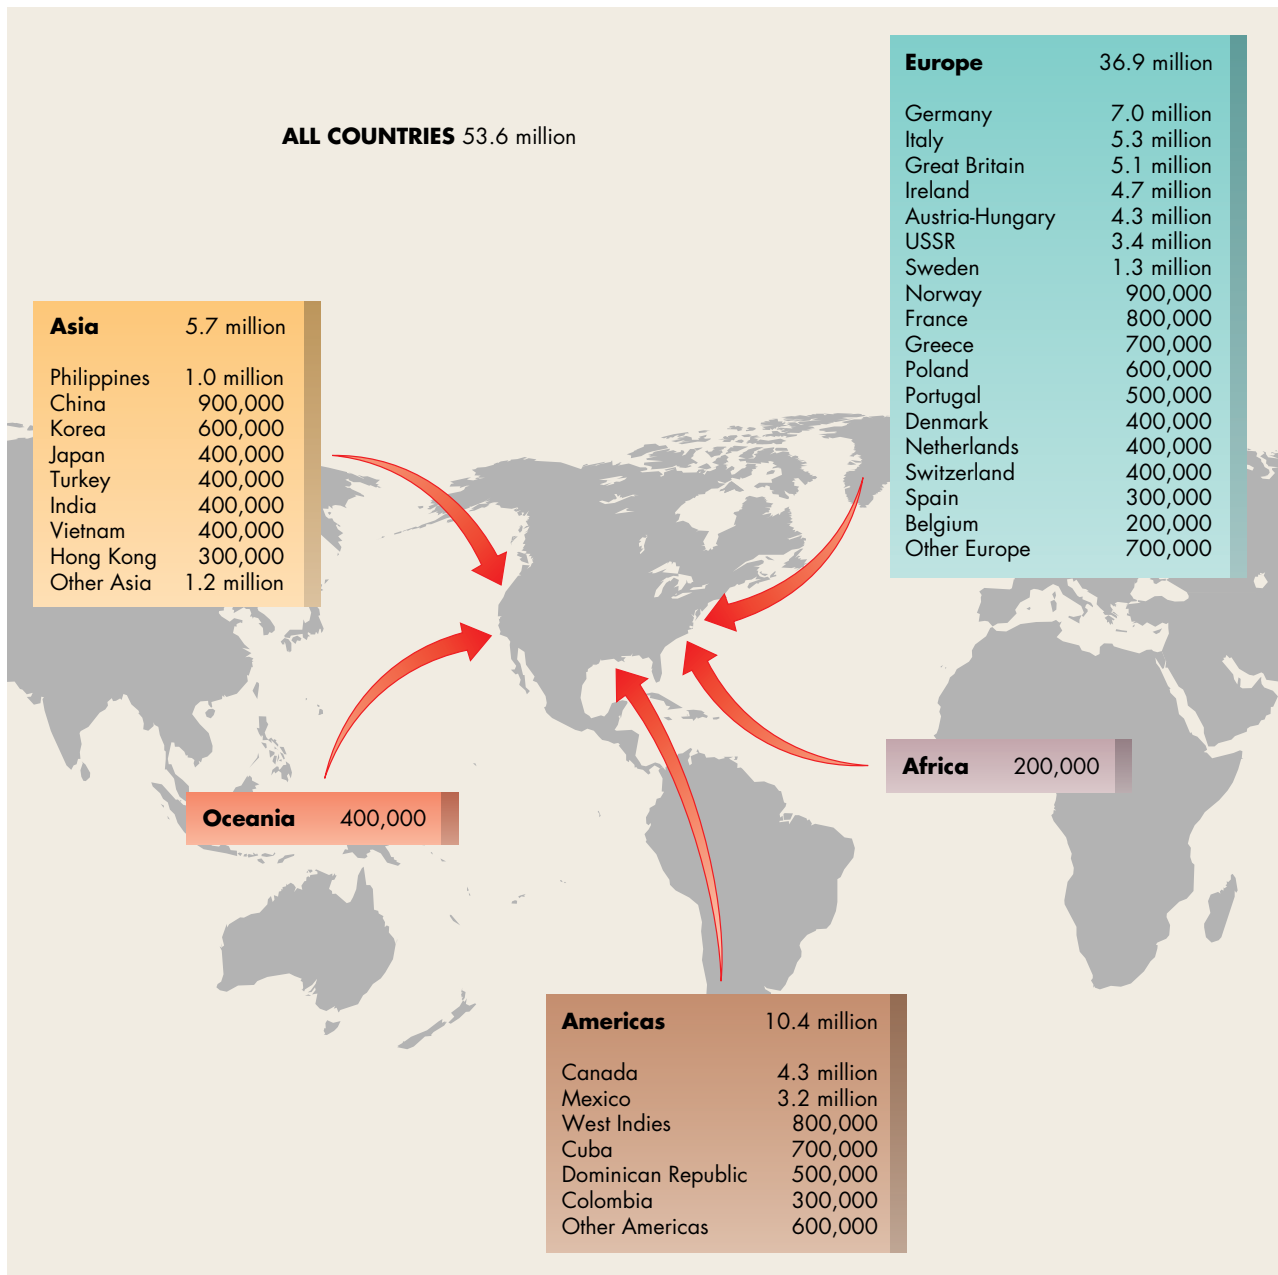 ALL COUNTRIES 53.6 million
Europe 36.9 million
Germany 7.0 million
Italy 5.3 million
Great Britain 5.1 million
Ireland 4.7 million
Austria-Hungary 4.3 million
USSR 3.4 million
Sweden 1.3 million
Norway 900,000
France 800,000
Greece 700,000
Poland 600,000
Portugal 500,000
Denmark 400,000
Netherlands 400,000
Switzerland 400,000
Spain 300,000
Belgium 200,000
Other Europe 700,000
Asia 5.7 million
Philippines 1.0 million
China 900,000
Korea 600,000
Japan 400,000
Turkey 400,000
India 400,000
Vietnam 400,000
Hong Kong 300,000
Other Asia 1.2 million
Africa 200,000
Oceania 400,000
Americas 10.4 million
Canada 4.3 million
Mexico 3.2 million
West Indies 800,000
Cuba 700,000
Dominican Republic 500,000
Colombia 300,000
Other Americas 600,000